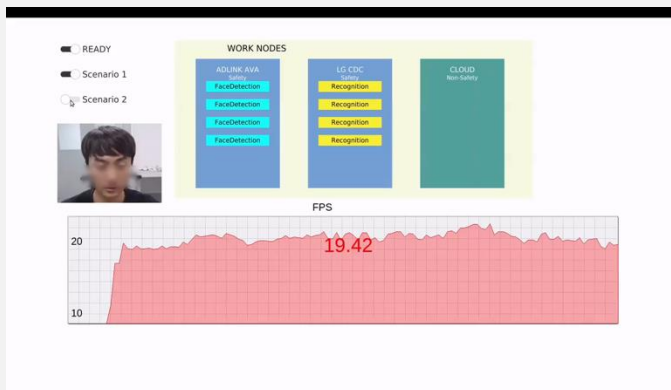 READY
Scenario 1
Scenario 2
WORK NODES
ADLINK AVA
Safety
FaceDetection
FaceDetection
FaceDetection
FaceDetection
LG CDC
Safety
Recognition
Recognition
Recognition
Recognition
CLOUD
Non-Safety
FPS
20
19.42
10